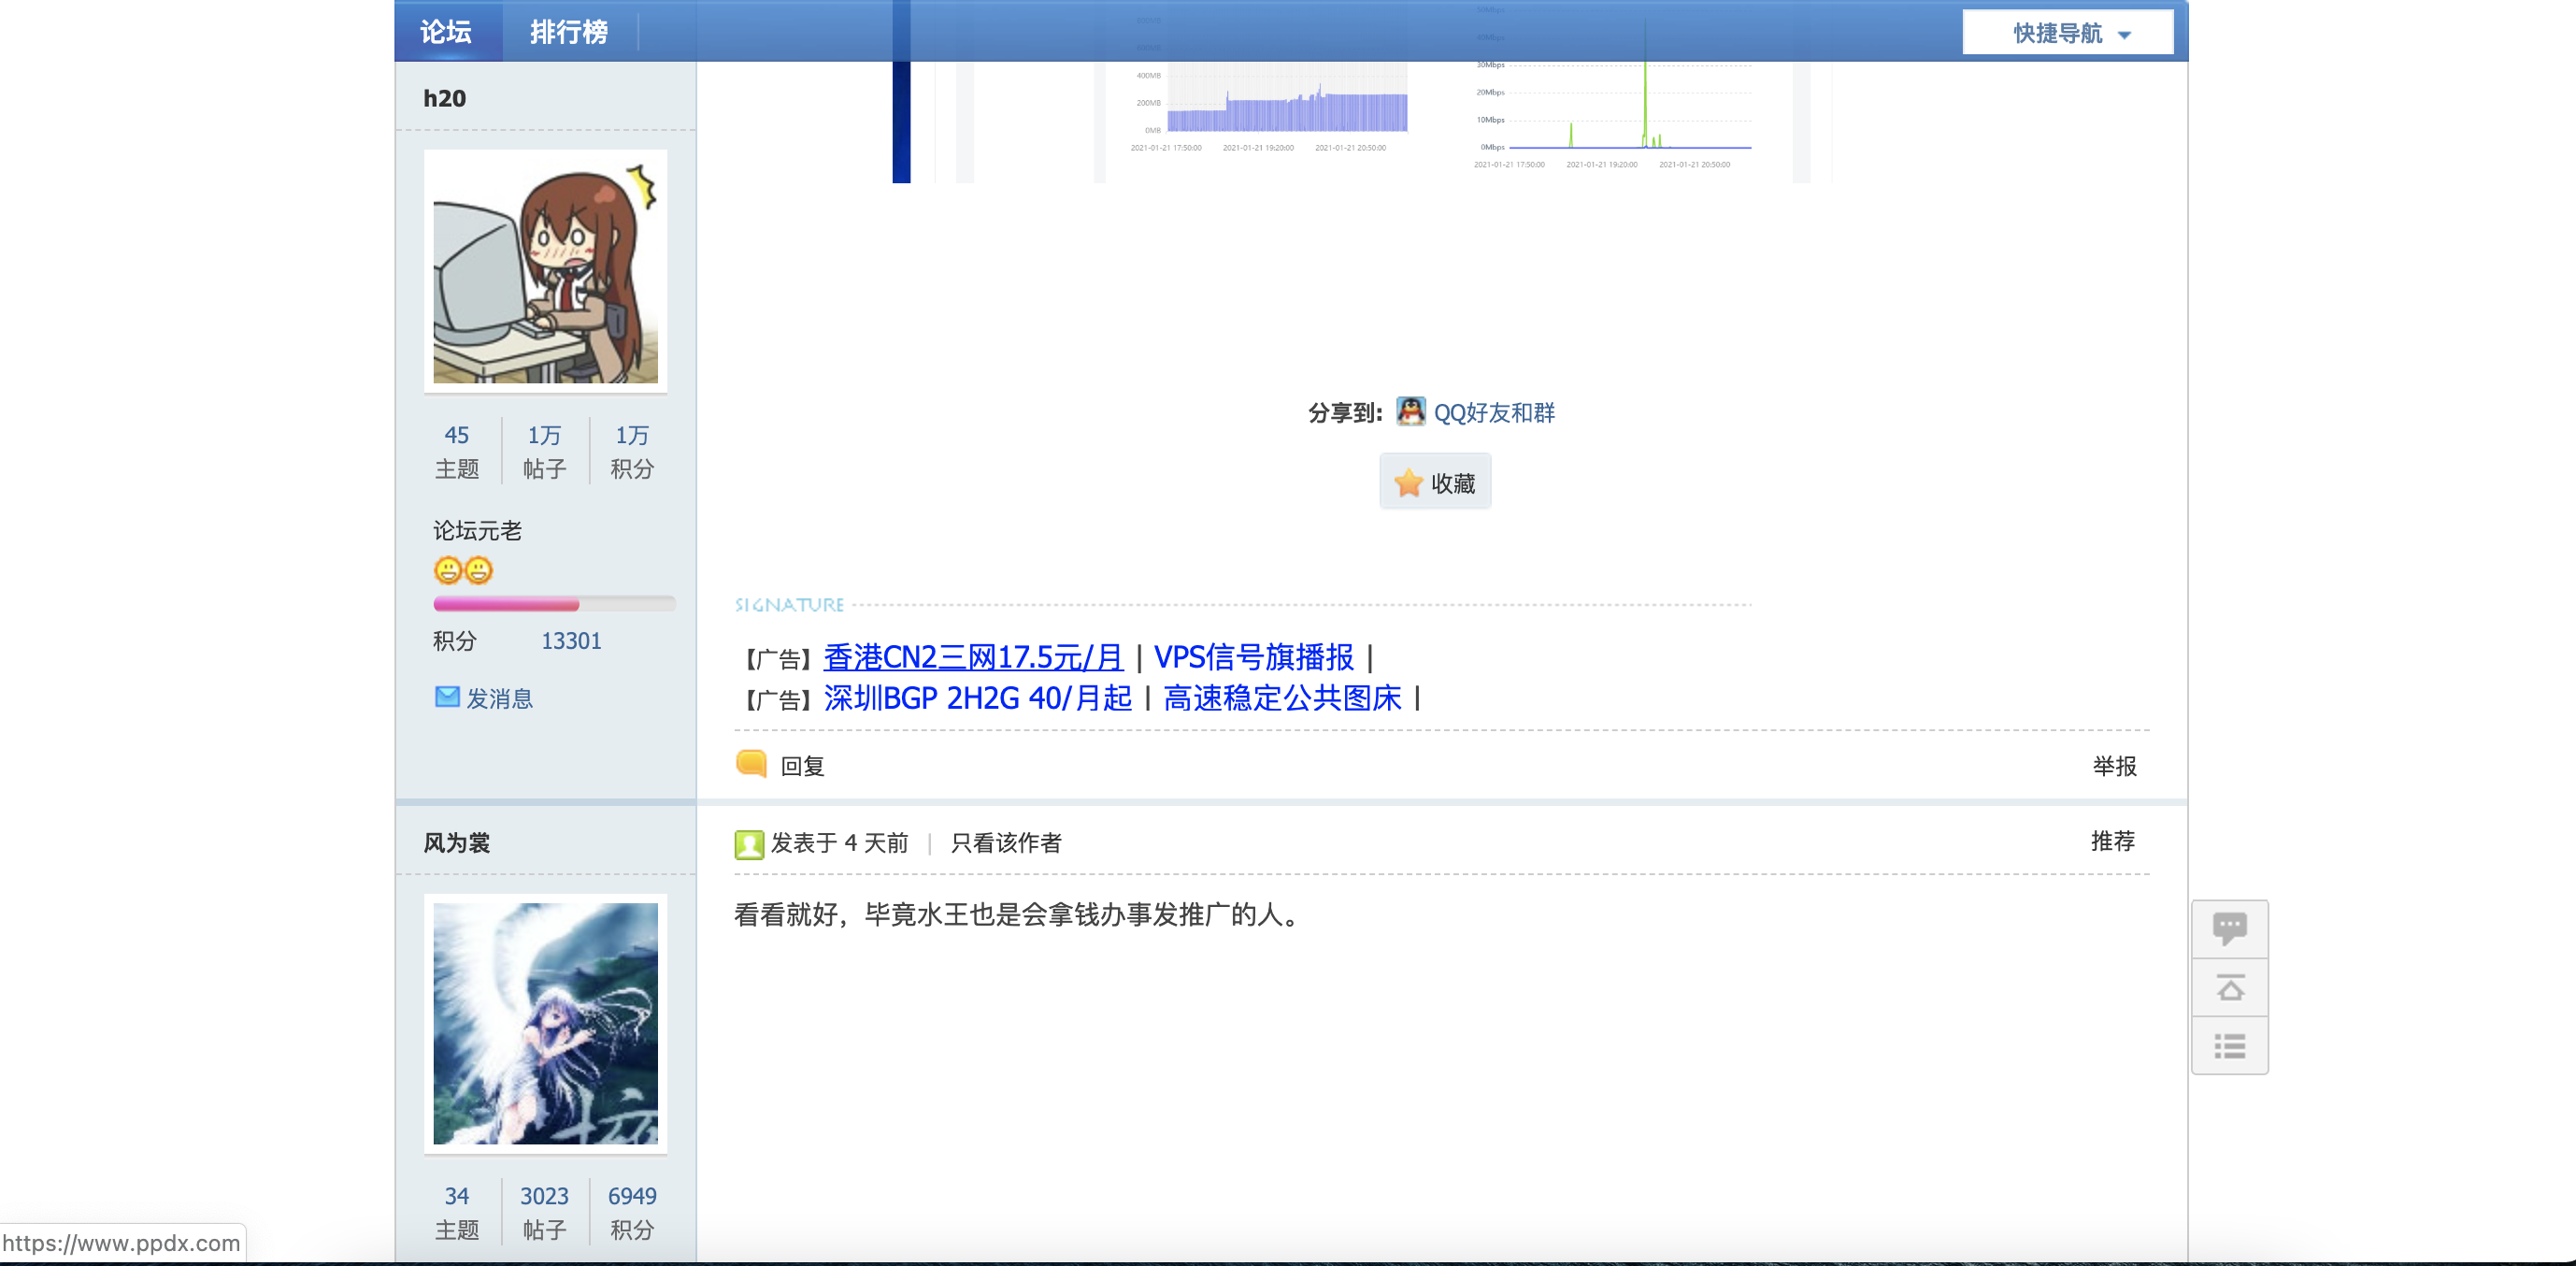 论坛 排行榜 快捷导航
h20
400MB
200MB
0MB
2021-01-21 17:50:00 2021-01-21 19:20:00 2021-01-21 20:50:00
30Mbps
20Mbps
10Mbps
0Mbps
2021-01-21 17:50:00 2021-01-21 19:20:00 2021-01-21 20:50:00
45 1万 1万
主题 帖子 积分
论坛元老
积分 13301
发消息
分享到: QQ好友和群
收藏
SIGNATURE
【广告】香港CN2三网17.5元/月 | VPS信号旗播报 |
【广告】深圳BGP 2H2G 40/月起 | 高速稳定公共图床 |
回复 举报
风为裳
发表于 4 天前 | 只看该作者 推荐
看看就好，毕竟水王也是会拿钱办事发推广的人。
34 3023 6949
主题 帖子 积分
https://www.ppdx.com